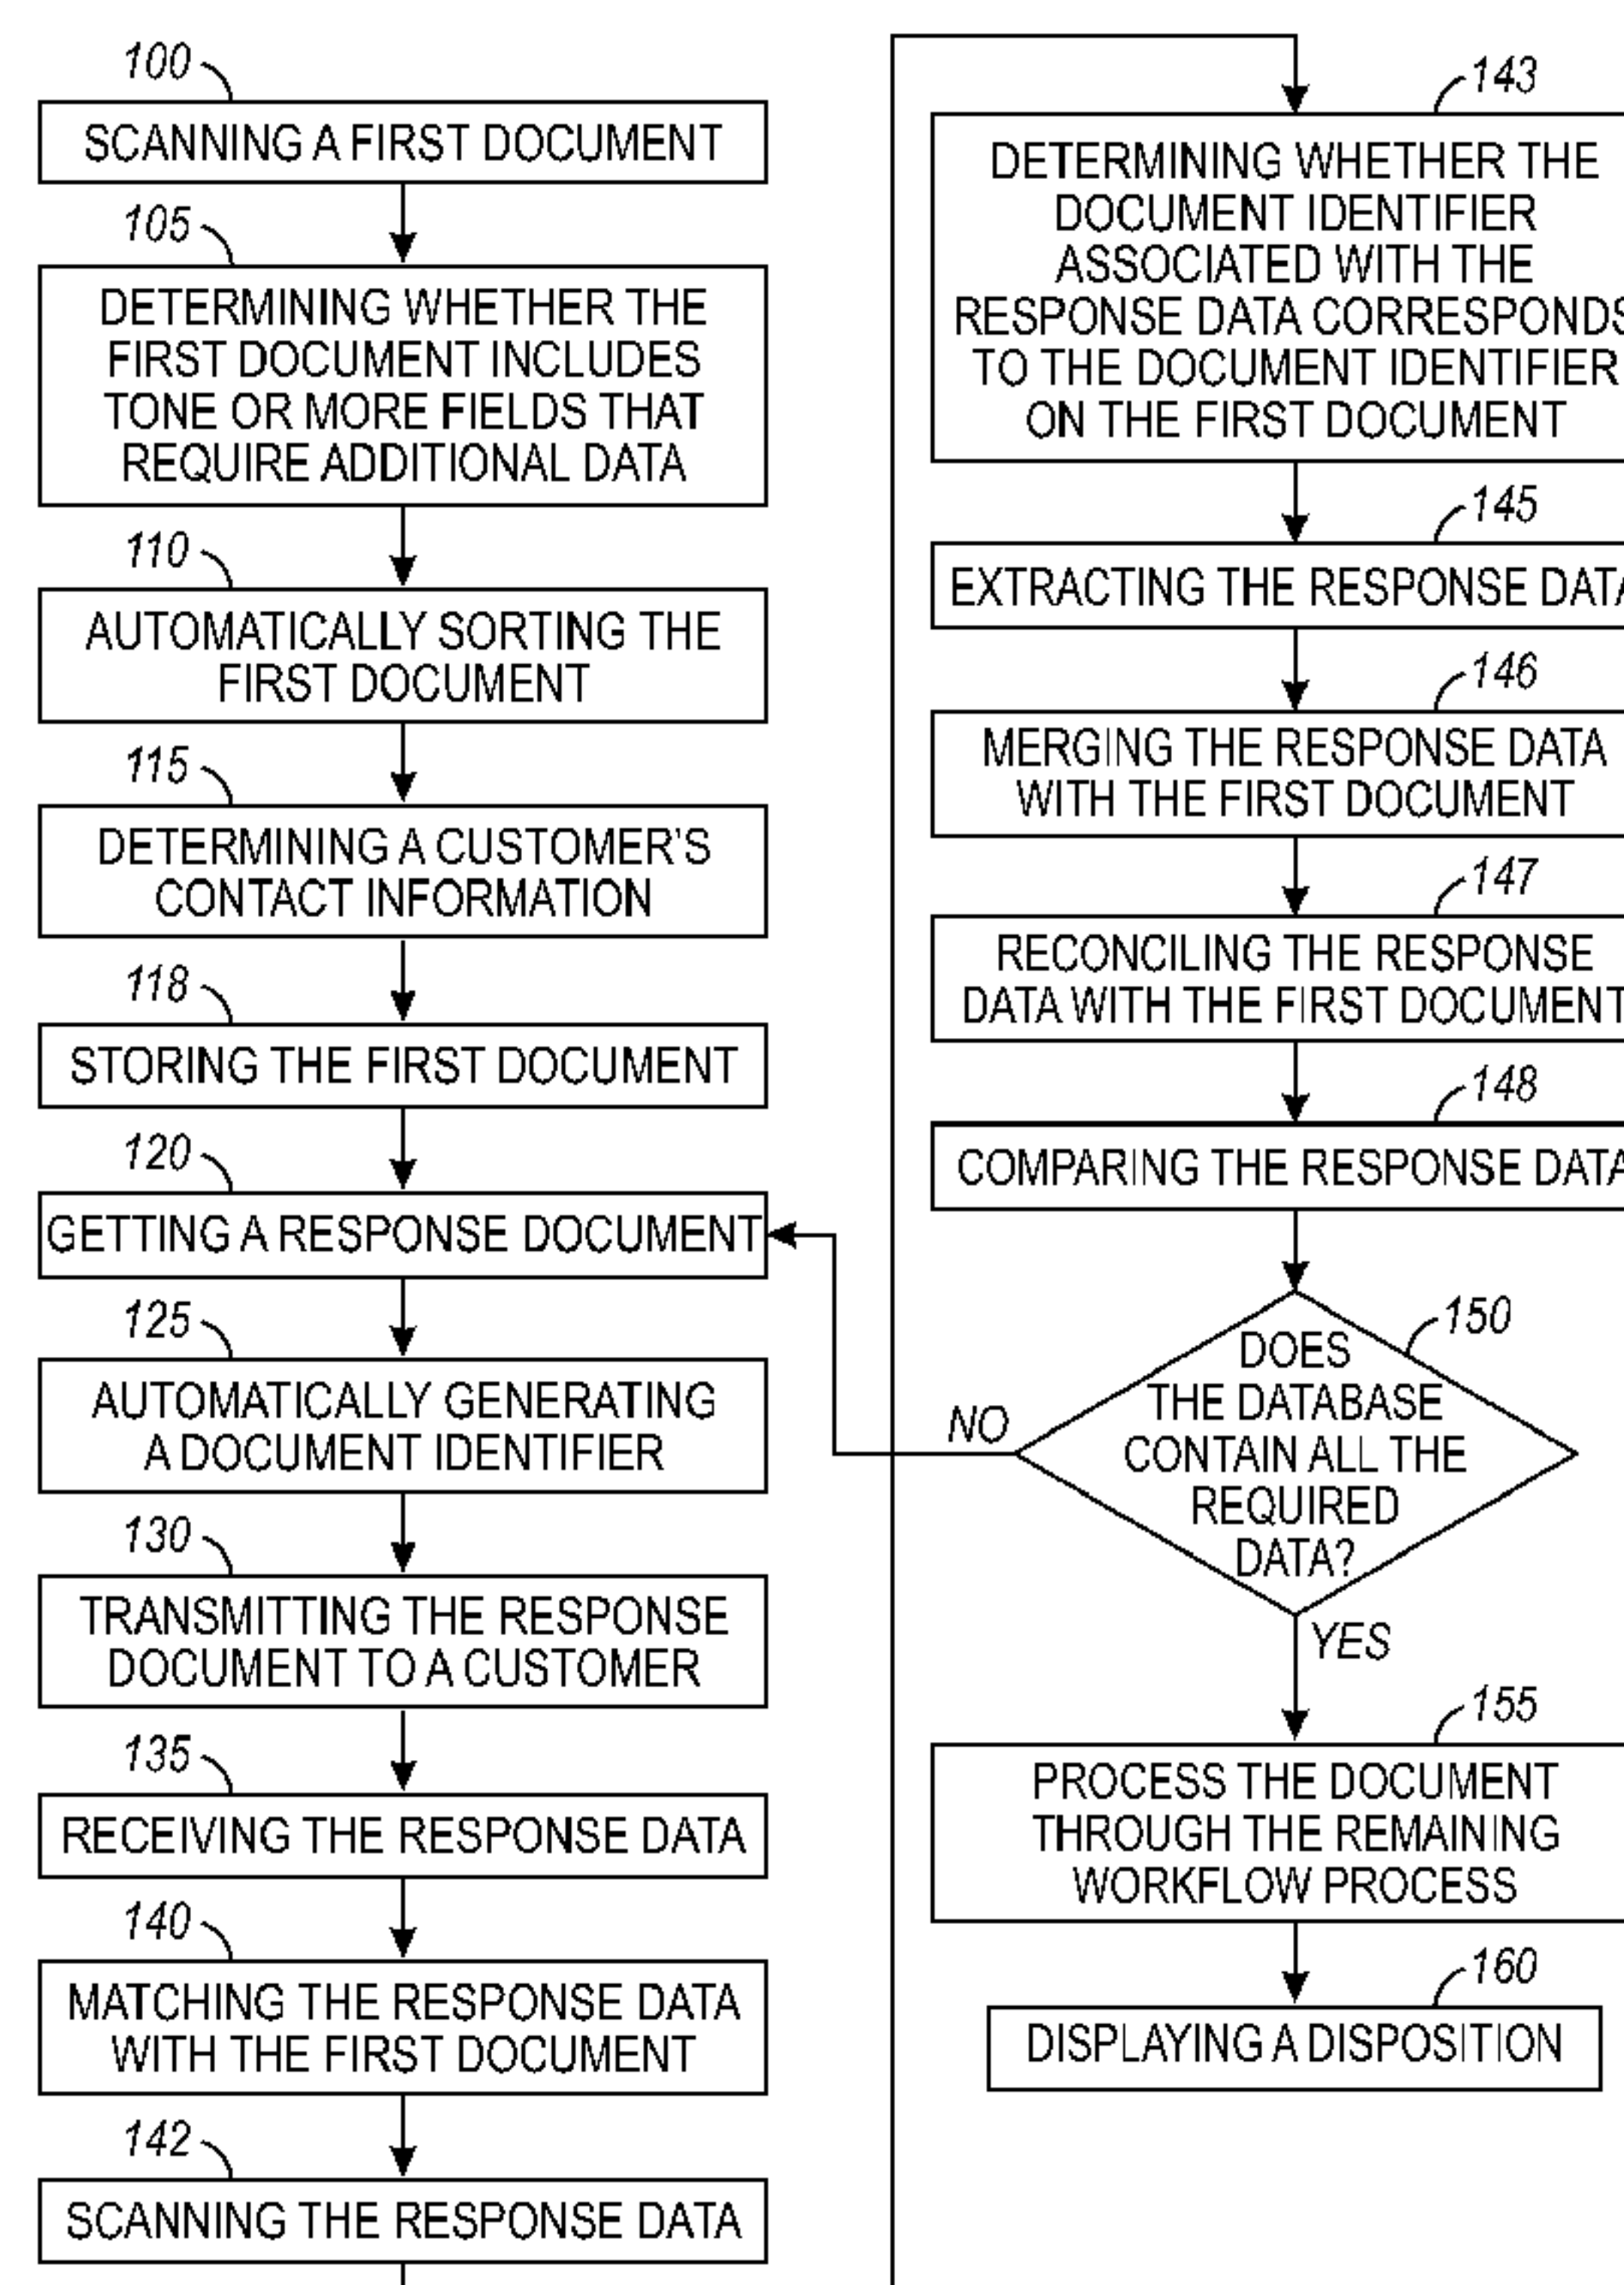 100
SCANNING A FIRST DOCUMENT
105
DETERMINING WHETHER THE
FIRST DOCUMENT INCLUDES
TONE OR MORE FIELDS THAT
REQUIRE ADDITIONAL DATA
110
AUTOMATICALLY SORTING THE
FIRST DOCUMENT
115
DETERMINING A CUSTOMER'S
CONTACT INFORMATION
118
STORING THE FIRST DOCUMENT
120
GETTING A RESPONSE DOCUMENT
125
AUTOMATICALLY GENERATING
A DOCUMENT IDENTIFIER
130
TRANSMITTING THE RESPONSE
DOCUMENT TO A CUSTOMER
135
RECEIVING THE RESPONSE DATA
140
MATCHING THE RESPONSE DATA
WITH THE FIRST DOCUMENT
142
SCANNING THE RESPONSE DATA
143
DETERMINING WHETHER THE
DOCUMENT IDENTIFIER
ASSOCIATED WITH THE
RESPONSE DATA CORRESPONDS
TO THE DOCUMENT IDENTIFIER
ON THE FIRST DOCUMENT
145
EXTRACTING THE RESPONSE DATA
146
MERGING THE RESPONSE DATA
WITH THE FIRST DOCUMENT
147
RECONCILING THE RESPONSE
DATA WITH THE FIRST DOCUMENT
148
COMPARING THE RESPONSE DATA
150
DOES
THE DATABASE
CONTAIN ALL THE
REQUIRED
DATA?
NO
YES
155
PROCESS THE DOCUMENT
THROUGH THE REMAINING
WORKFLOW PROCESS
160
DISPLAYING A DISPOSITION